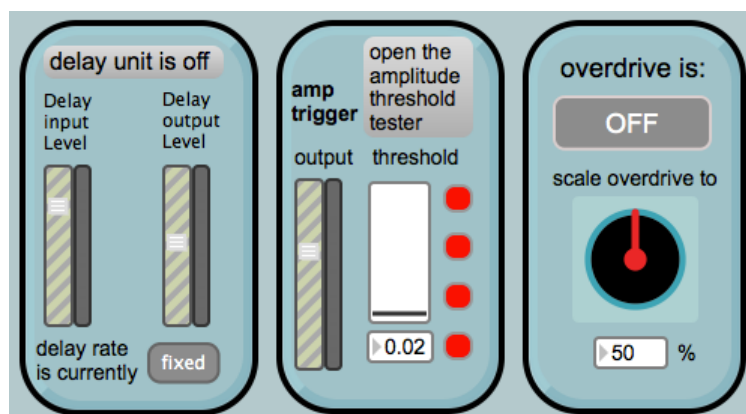 delay unit is off
Delay
input
Level
Delay
output
Level
delay rate
is currently
fixed
amp
trigger
open the
amplitude
threshold
tester
output
threshold
0.02
overdrive is:
OFF
scale overdrive to
50
%